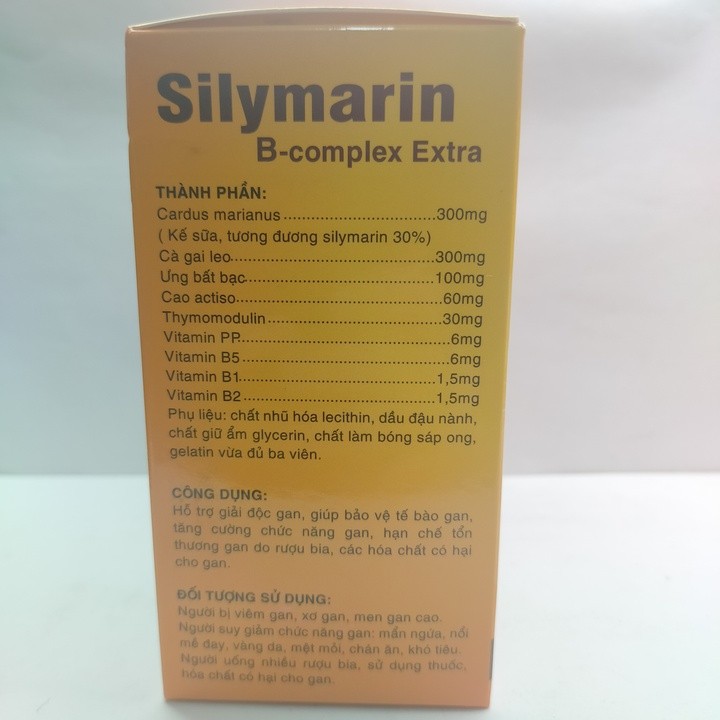 Silymarin
B-complex Extra
THÀNH PHẦN:
Cardus marianus..............................300mg
( Kế sữa, tương đương silymarin 30%)
Cà gai leo........................................300mg
Ưng bất bạc.....................................100mg
Cao actiso........................................60mg
Thymomodulin..................................30mg
Vitamin PP........................................6mg
Vitamin B5........................................6mg
Vitamin B1........................................1,5mg
Vitamin B2........................................1,5mg
Phụ liệu: chất nhũ hóa lecithin, dầu đậu nành,
chất giữ ẩm glycerin, chất làm bóng sáp ong,
gelatin vừa đủ ba viên.
CÔNG DỤNG:
Hỗ trợ giải độc gan, giúp bảo vệ tế bào gan,
tăng cường chức năng gan, hạn chế tổn
thương gan do rượu bia, các hóa chất có hại
cho gan.
ĐỐI TƯỢNG SỬ DỤNG:
Người bị viêm gan, xơ gan, men gan cao.
Người suy giảm chức năng gan: mẩn ngứa, nổi
mề đay, vàng da, mệt mỏi, chán ăn, khó tiêu.
Người uống nhiều rượu bia, sử dụng thuốc,
hóa chất có hại cho gan.